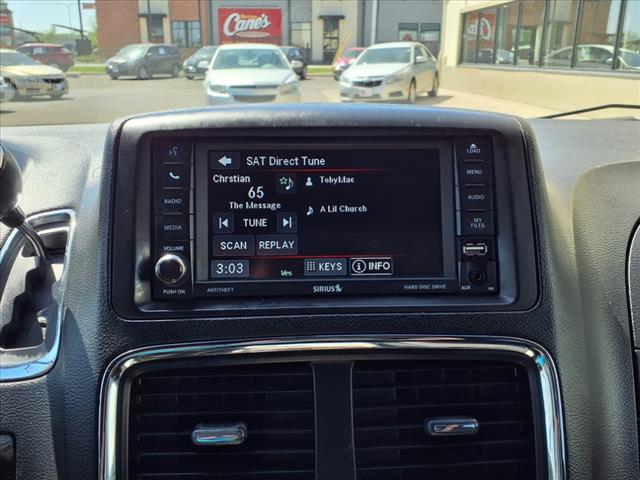 Cane's
SAT Direct Tune
LOAD
Chrstian
TobyMac
MENU
65
RADIO
The Message
A Lil Church
AUDIO
MEDIA
TUNE
MY FILES
VOLUME
SCAN
REPLAY
3:03
Yes
KEYS
INFO
PUSH ON
ANTITHEFT
SIRIUS
HARD DISC DRIVE
AUX